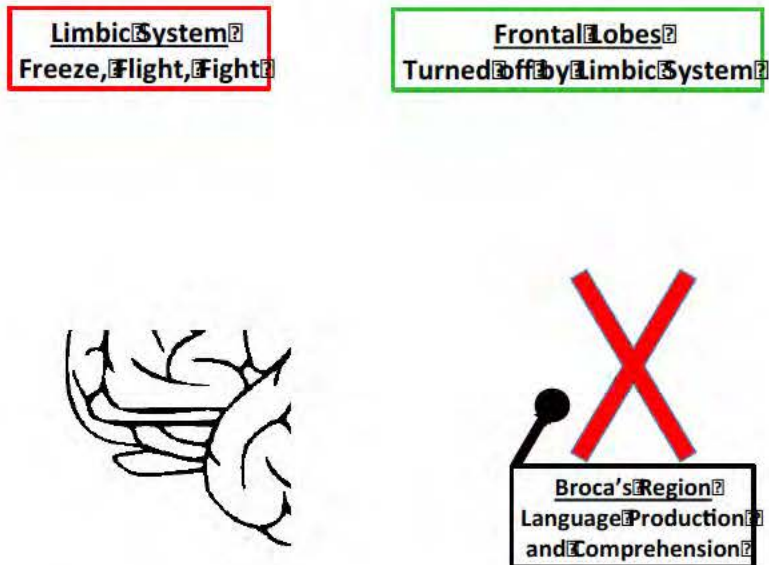 Limbic System
Freeze, Flight, Fight
Frontal Lobes
Turned off by Limbic System
Broca's Region
Language Production
and Comprehension